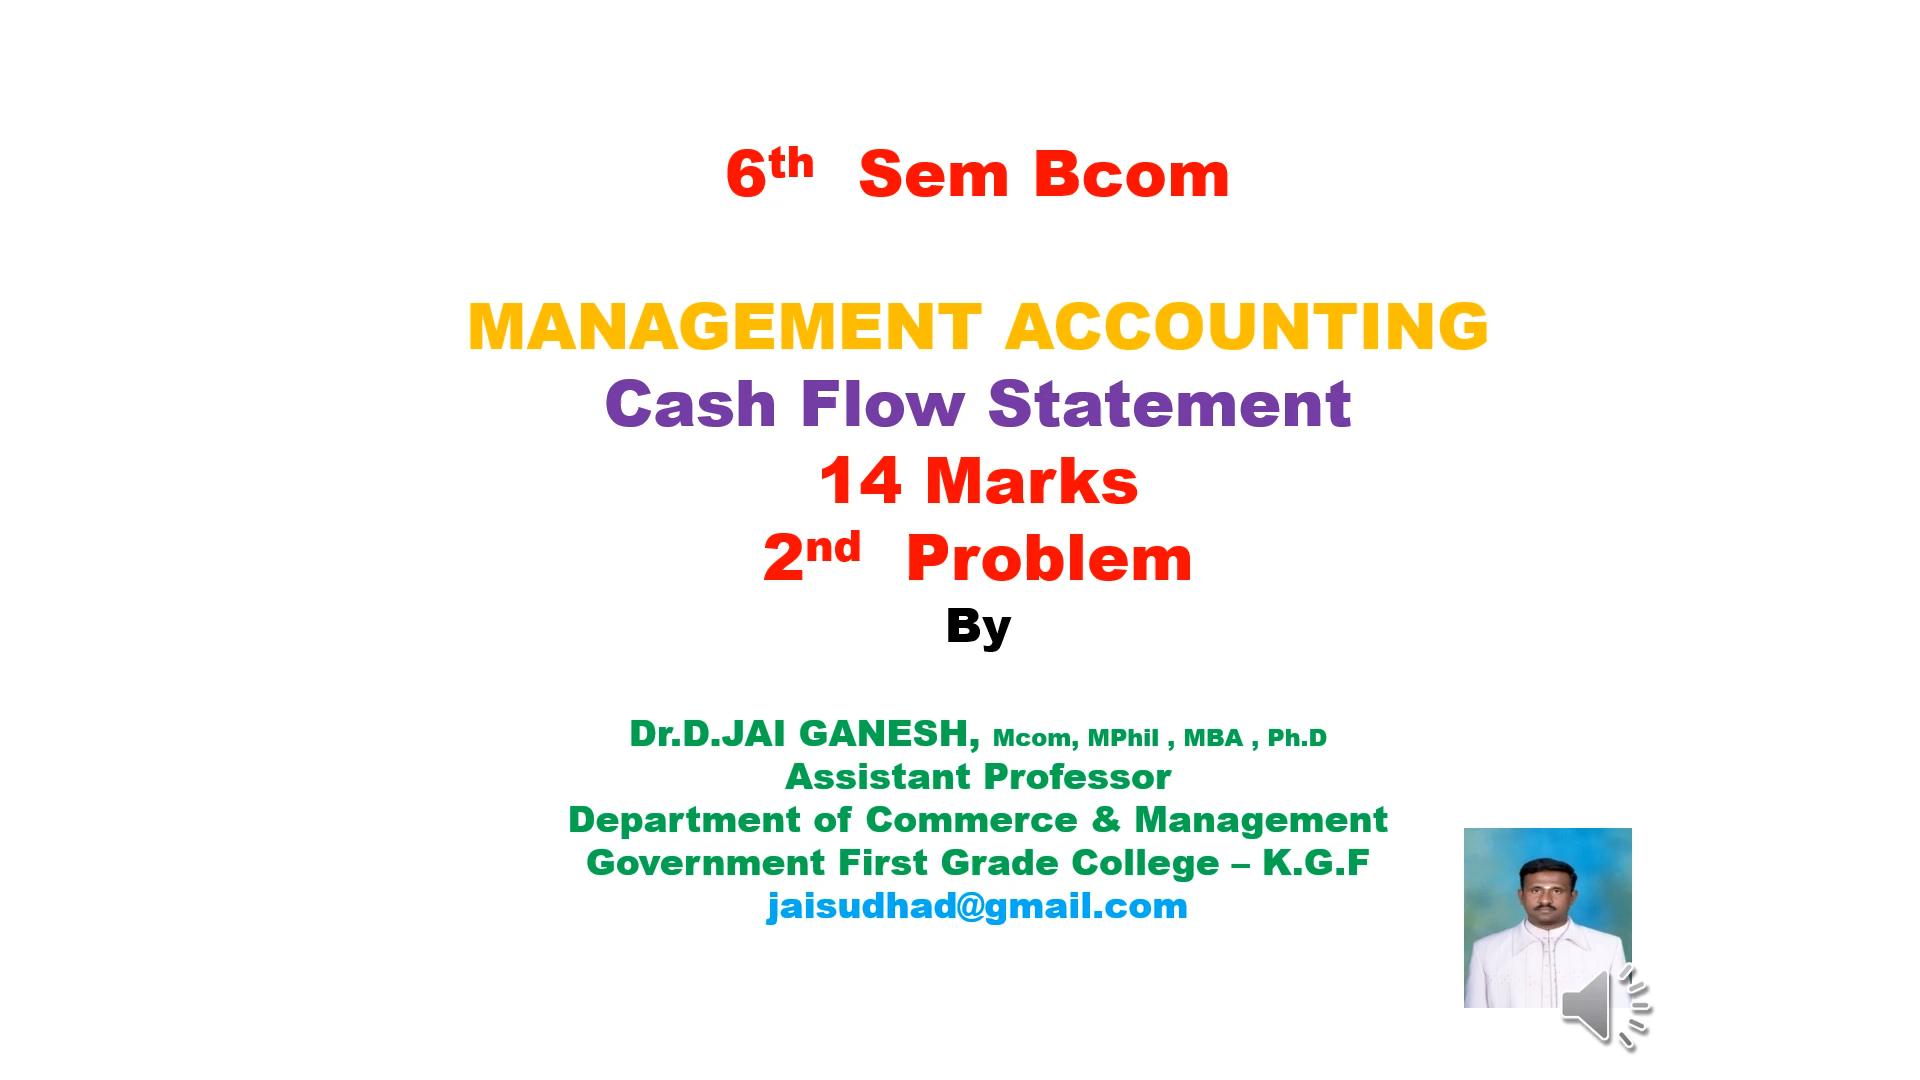 6th Sem Bcom
MANAGEMENT ACCOUNTING
Cash Flow Statement
14 Marks
2nd Problem
By
Dr.D.JAI GANESH, Mcom, MPhil , MBA , Ph.D
Assistant Professor
Department of Commerce & Management
Government First Grade College – K.G.F
jaisudhad@gmail.com